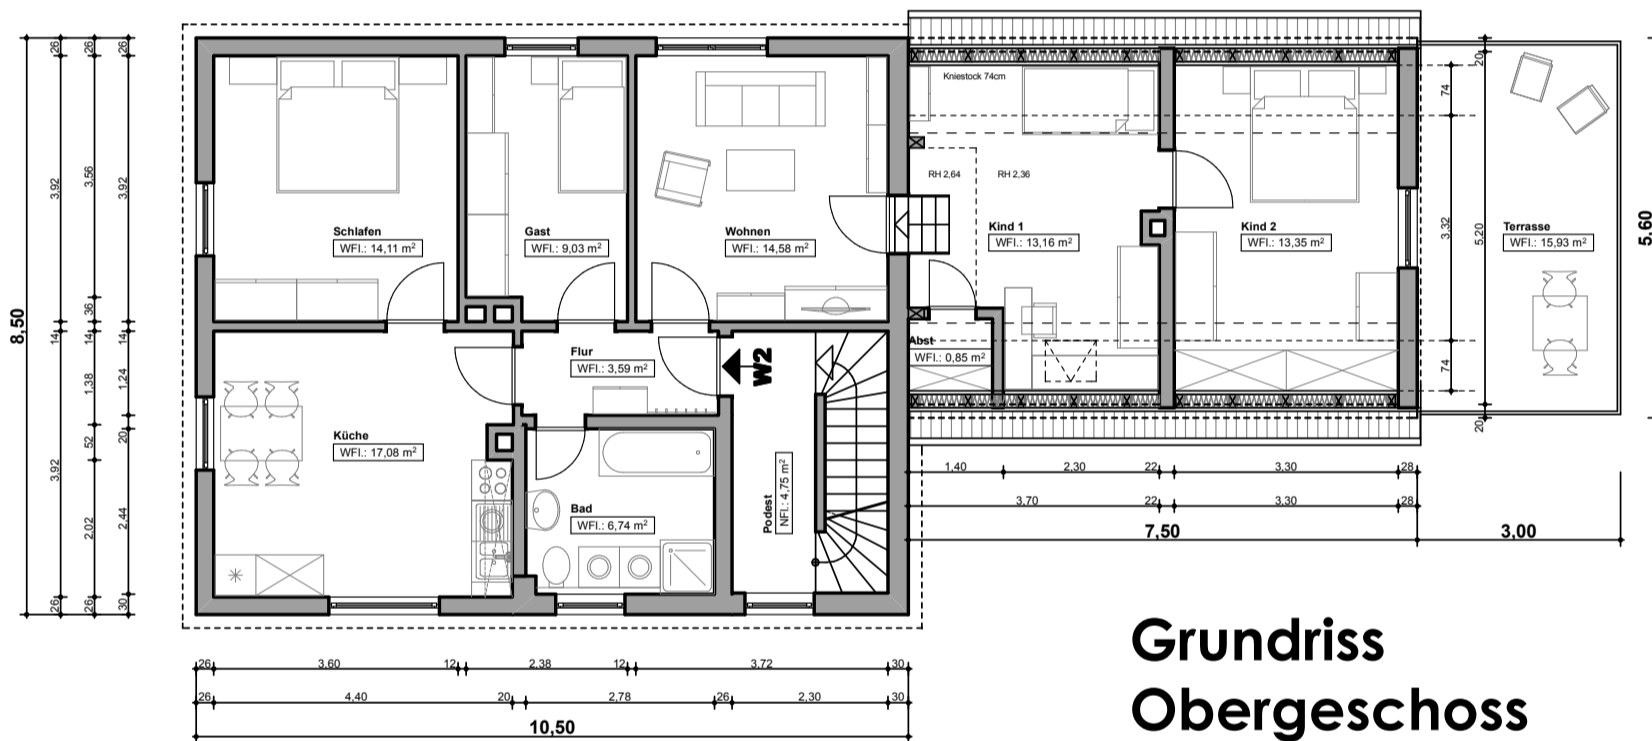 Kniestock 74cm
RH 2,64
RH 2,36
Schlafen
WFl.: 14,11 m²
Gast
WFl.: 9,03 m²
Wohnen
WFl.: 14,58 m²
Kind 1
WFl.: 13,16 m²
Kind 2
WFl.: 13,35 m²
Terrasse
WFl.: 15,93 m²
Abst
WFl.: 0,85 m²
Flur
WFl.: 3,59 m²
W2
Küche
WFl.: 17,08 m²
Bad
WFl.: 6,74 m²
Podest
NFl.: 4,75 m²
8,50
26
3,92
14
3,92
26
26
3,56
36
14
1,38
52
2,02
26
26
3,92
14
1,24
20
2,44
30
20
5,20
20
74
3,32
74
5,60
1,40
2,30
22
3,30
28
3,70
22
3,30
28
7,50
3,00
26
3,60
12
2,38
12
3,72
30
26
4,40
20
2,78
26
2,30
30
10,50
Grundriss
Obergeschoss